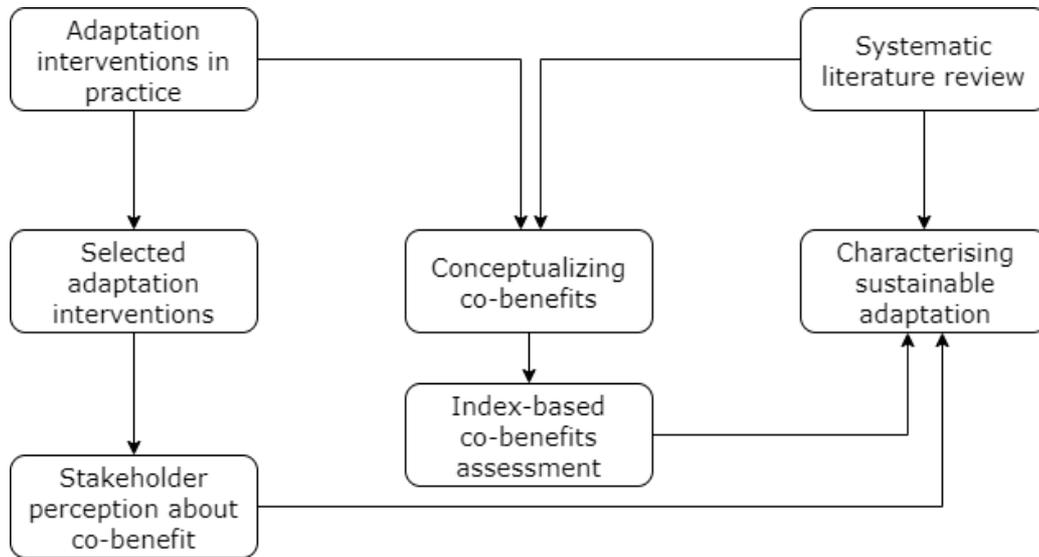 Adaptation
interventions in
practice
Systematic
literature review
Selected
adaptation
interventions
Conceptualizing
co-benefits
Characterising
sustainable
adaptation
Index-based
co-benefits
assessment
Stakeholder
perception about
co-benefit